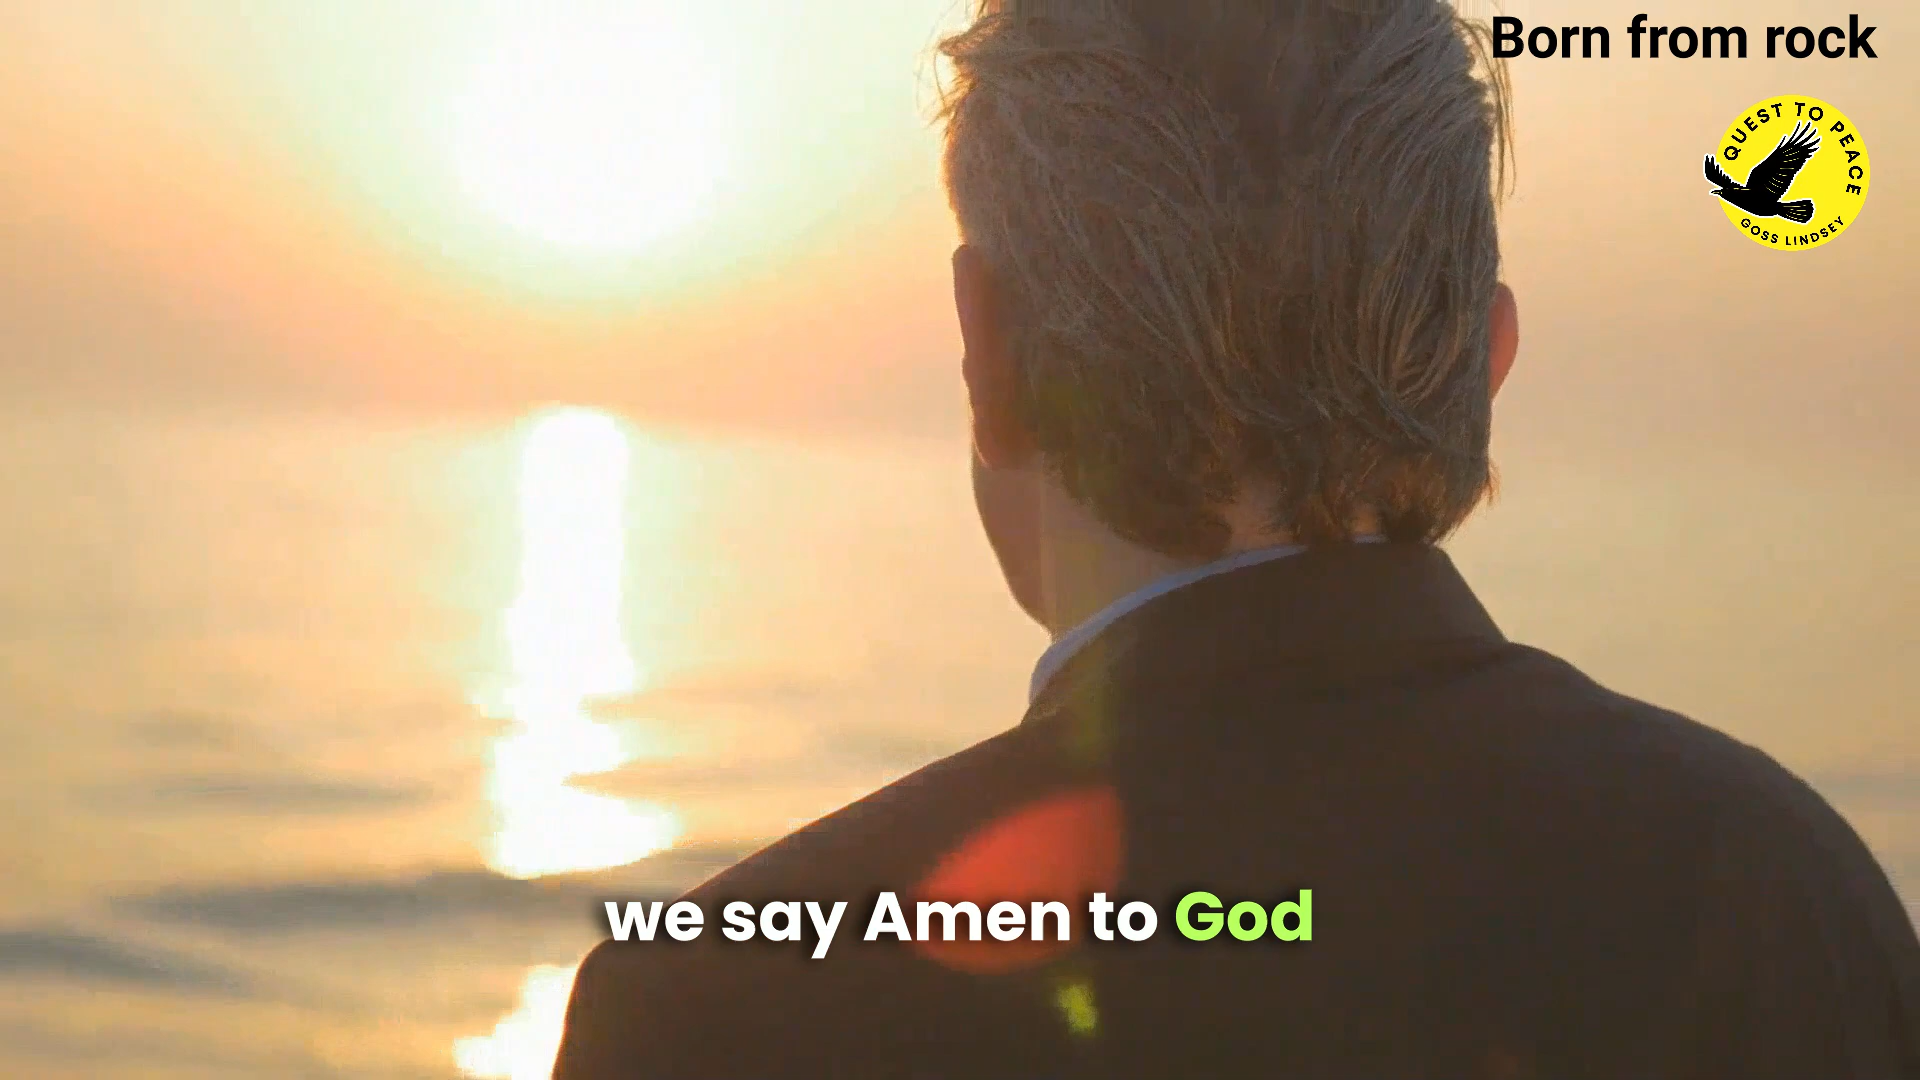 Born from rock
QUEST TO PEACE
GOSS LINDSEY
we say Amen to God